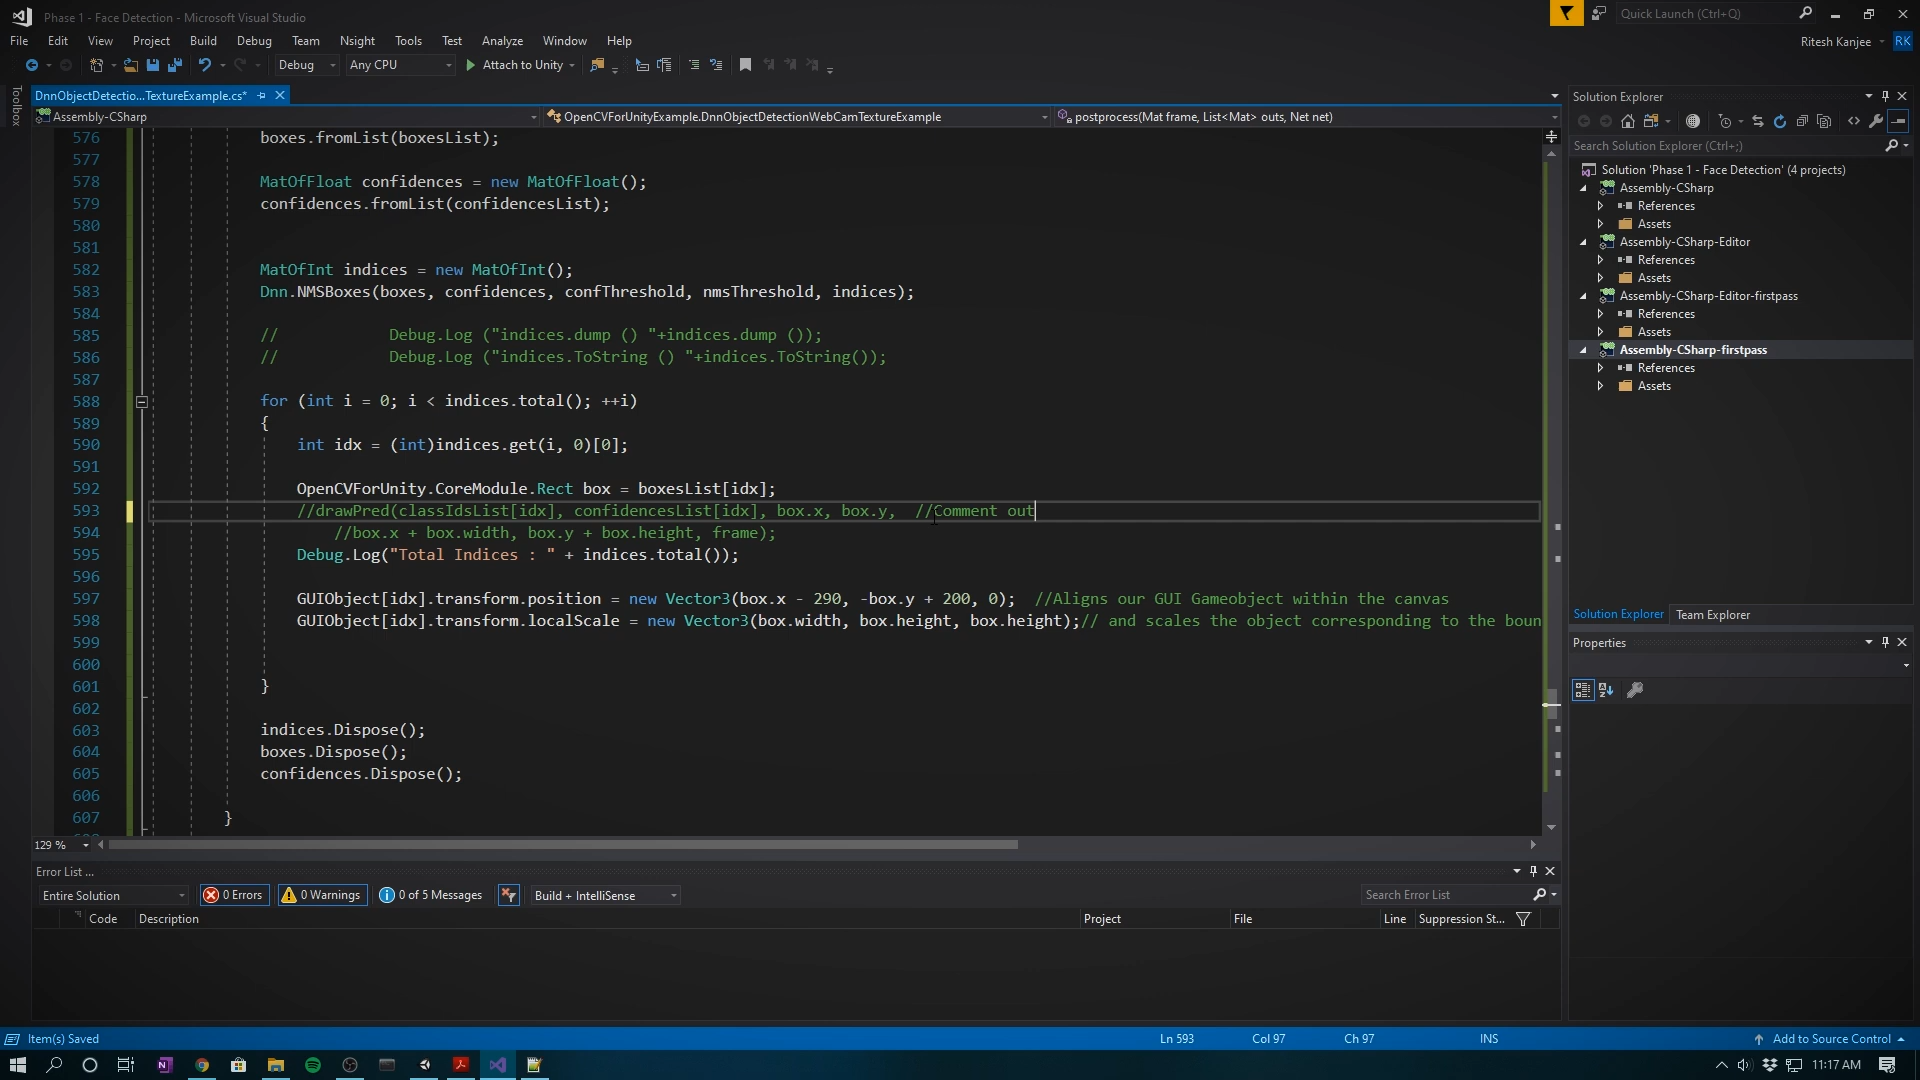 Phase 1 - Face Detection - Microsoft Visual Studio
Quick Launch (Ctrl+Q)
File Edit View Project Build Debug Team Nsight Tools Test Analyze Window Help
Ritesh Kanjee RK
Debug Any CPU Attach to Unity
Toolbox
DnnObjectDetectio...TextureExample.cs*
Assembly-CSharp
OpenCVForUnityExample.DnnObjectDetectionWebCamTextureExample
postprocess(Mat frame, List<Mat> outs, Net net)
576 boxes.fromList(boxesList);
577
578 MatOfFloat confidences = new MatOfFloat();
579 confidences.fromList(confidencesList);
580
581
582 MatOfInt indices = new MatOfInt();
583 Dnn.NMSBoxes(boxes, confidences, confThreshold, nmsThreshold, indices);
584
585 // Debug.Log ("indices.dump () "+indices.dump ());
586 // Debug.Log ("indices.ToString () "+indices.ToString());
587
588 for (int i = 0; i < indices.total(); ++i)
589 {
590 int idx = (int)indices.get(i, 0)[0];
591
592 OpenCVForUnity.CoreModule.Rect box = boxesList[idx];
593 //drawPred(classIdsList[idx], confidencesList[idx], box.x, box.y, //Comment out
594 //box.x + box.width, box.y + box.height, frame);
595 Debug.Log("Total Indices : " + indices.total());
596
597 GUIObject[idx].transform.position = new Vector3(box.x - 290, -box.y + 200, 0); //Aligns our GUI Gameobject within the canvas
598 GUIObject[idx].transform.localScale = new Vector3(box.width, box.height, box.height);// and scales the object corresponding to the boun
599
600
601 }
602
603 indices.Dispose();
604 boxes.Dispose();
605 confidences.Dispose();
606
607 }
129 %
Solution Explorer
Search Solution Explorer (Ctrl+;)
Solution 'Phase 1 - Face Detection' (4 projects)
Assembly-CSharp
References
Assets
Assembly-CSharp-Editor
References
Assets
Assembly-CSharp-Editor-firstpass
References
Assets
Assembly-CSharp-firstpass
References
Assets
Solution Explorer Team Explorer
Properties
Error List ...
Entire Solution 0 Errors 0 Warnings 0 of 5 Messages Build + IntelliSense Search Error List
Code Description Project File Line Suppression St...
Item(s) Saved Ln 593 Col 97 Ch 97 INS Add to Source Control
11:17 AM